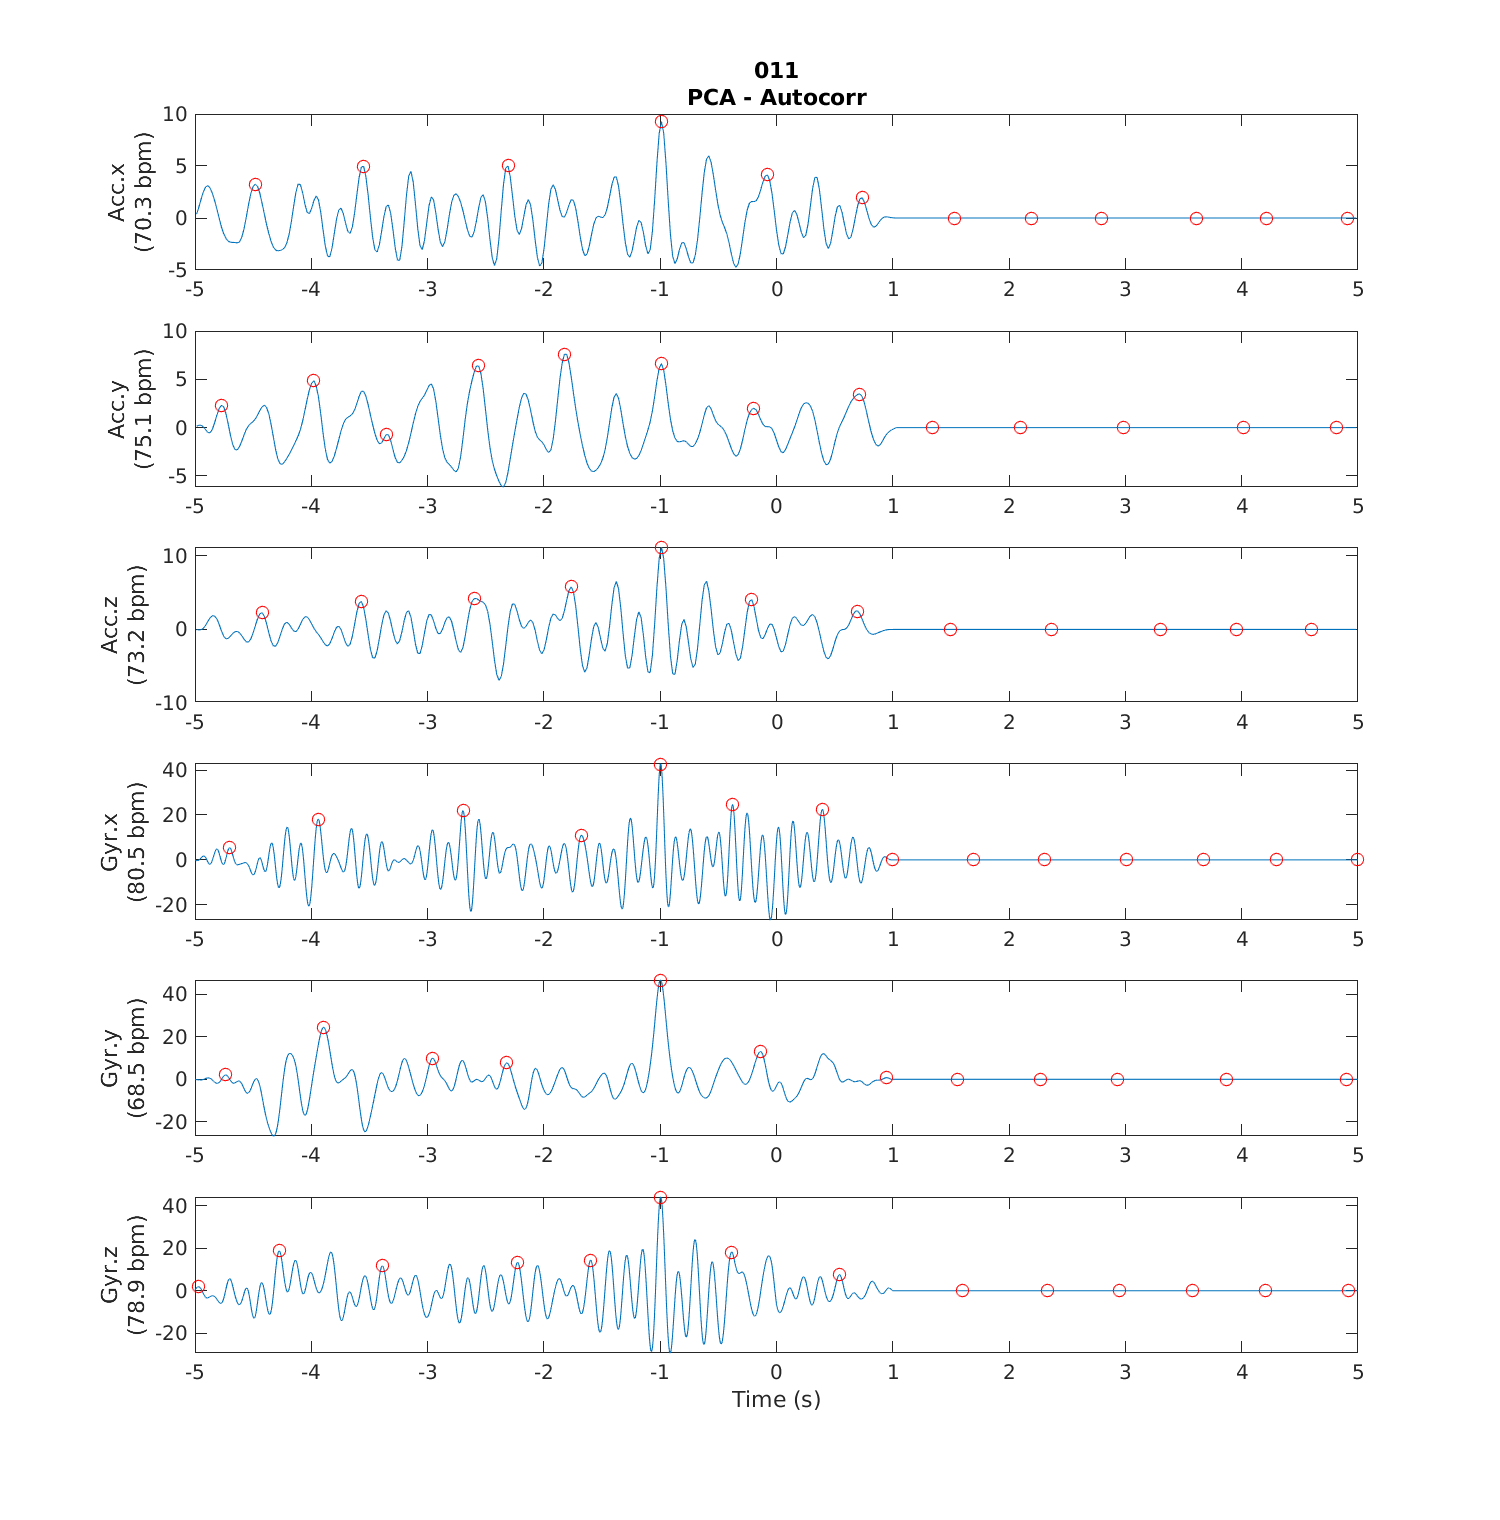 011
PCA - Autocorr
Acc.x
(70.3 bpm)
10
5
0
-5
-5 -4 -3 -2 -1 0 1 2 3 4 5
Acc.y
(75.1 bpm)
10
5
0
-5
-5 -4 -3 -2 -1 0 1 2 3 4 5
Acc.z
(73.2 bpm)
10
0
-10
-5 -4 -3 -2 -1 0 1 2 3 4 5
Gyr.x
(80.5 bpm)
40
20
0
-20
-5 -4 -3 -2 -1 0 1 2 3 4 5
Gyr.y
(68.5 bpm)
40
20
0
-20
-5 -4 -3 -2 -1 0 1 2 3 4 5
Gyr.z
(78.9 bpm)
40
20
0
-20
-5 -4 -3 -2 -1 0 1 2 3 4 5
Time (s)